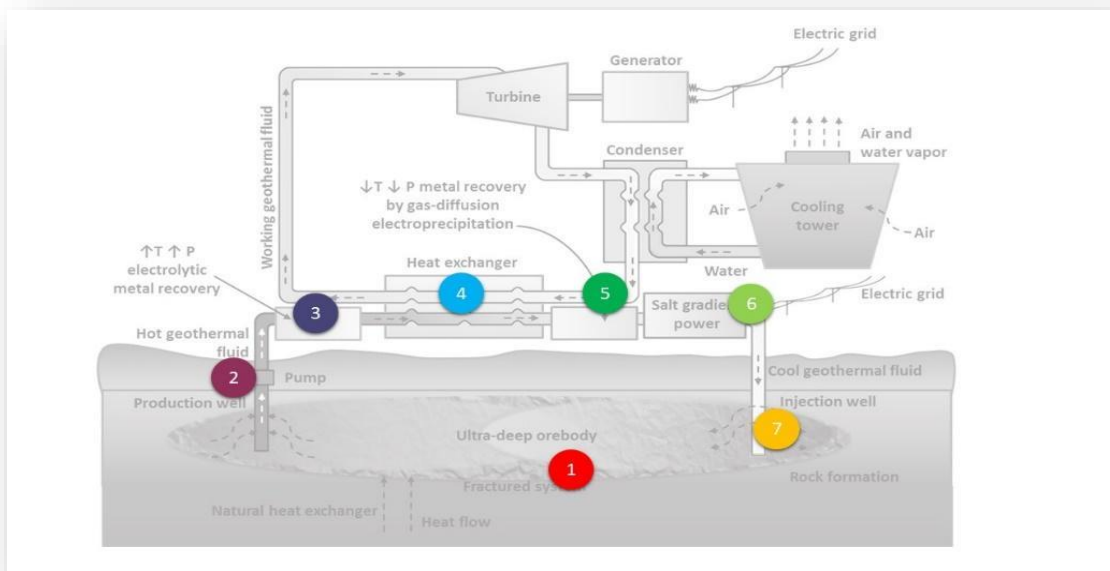 Electric grid
Generator
Turbine
Working geothermal fluid
Condenser
Air and
water vapor
↓T ↓ P metal recovery
by gas-diffusion
electroprecipitation
Air
Cooling
tower
Air
↑T ↑ P
electrolytic
metal recovery
Heat exchanger
Water
Electric grid
3
4
5
Salt gradie
power
6
Hot geothermal
fluid
2
Pump
Cool geothermal fluid
Production well
Injection well
7
Ultra-deep orebody
1
Fractured
Rock formation
Natural heat exchanger
Heat flow